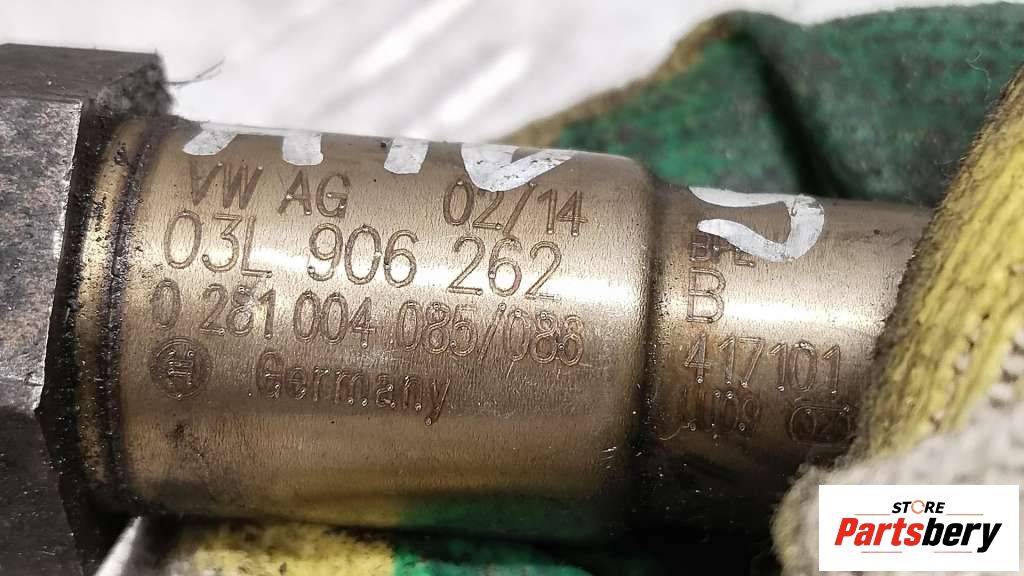 VW AG 02/14
03L 906 262
0 281 004 085/088
Germany
B
417101
STORE
Partsbery